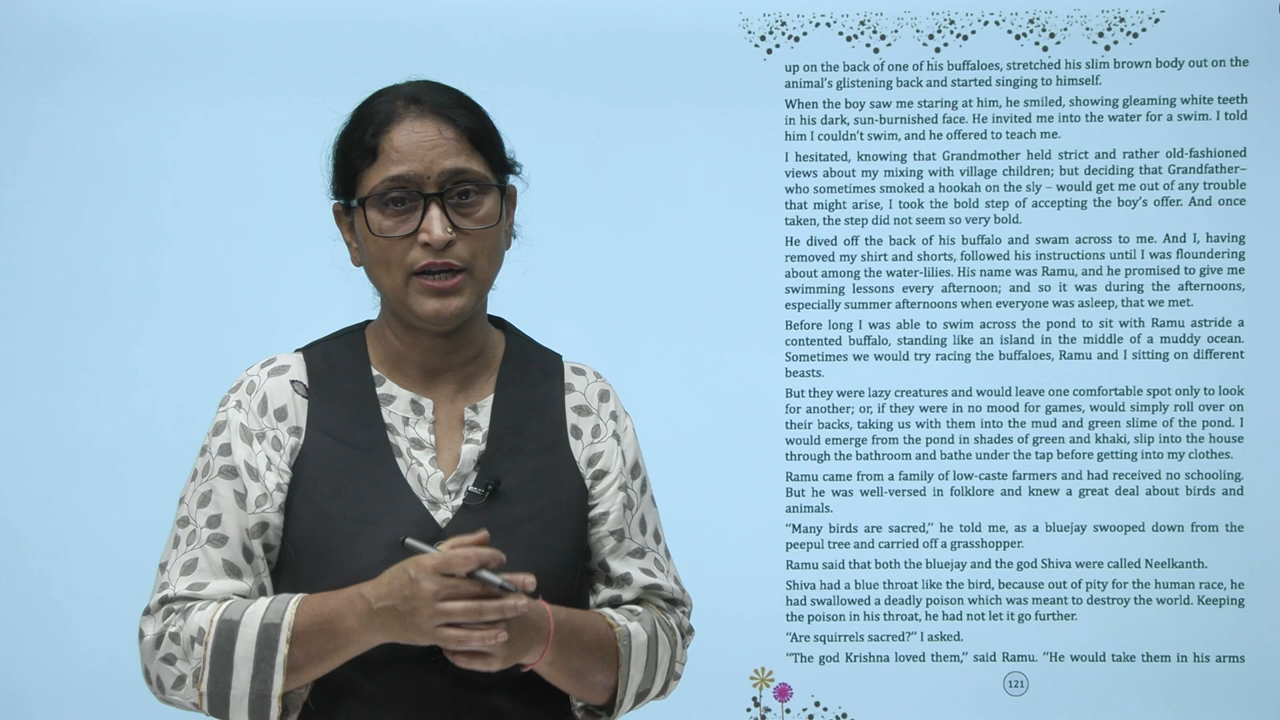 up on the back of one of his buffaloes, stretched his slim brown body out on the
animal's glistening back and started singing to himself.
When the boy saw me staring at him, he smiled, showing gleaming white teeth
in his dark, sun-burnished face. He invited me into the water for a swim. I told
him I couldn't swim, and he offered to teach me.
I hesitated, knowing that Grandmother held strict and rather old-fashioned
views about my mixing with village children; but deciding that Grandfather–
who sometimes smoked a hookah on the sly – would get me out of any trouble
that might arise, I took the bold step of accepting the boy's offer. And once
taken, the step did not seem so very bold.
He dived off the back of his buffalo and swam across to me. And I, having
removed my shirt and shorts, followed his instructions until I was floundering
about among the water-lilies. His name was Ramu, and he promised to give me
swimming lessons every afternoon; and so it was during the afternoons,
especially summer afternoons when everyone was asleep, that we met.
Before long I was able to swim across the pond to sit with Ramu astride a
contented buffalo, standing like an island in the middle of a muddy ocean.
Sometimes we would try racing the buffaloes, Ramu and I sitting on different
beasts.
But they were lazy creatures and would leave one comfortable spot only to look
for another; or, if they were in no mood for games, would simply roll over on
their backs, taking us with them into the mud and green slime of the pond. I
would emerge from the pond in shades of green and khaki, slip into the house
through the bathroom and bathe under the tap before getting into my clothes.
Ramu came from a family of low-caste farmers and had received no schooling.
But he was well-versed in folklore and knew a great deal about birds and
animals.
"Many birds are sacred," he told me, as a bluejay swooped down from the
peepul tree and carried off a grasshopper.
Ramu said that both the bluejay and the god Shiva were called Neelkanth.
Shiva had a blue throat like the bird, because out of pity for the human race, he
had swallowed a deadly poison which was meant to destroy the world. Keeping
the poison in his throat, he had not let it go further.
"Are squirrels sacred?" I asked.
"The god Krishna loved them," said Ramu. "He would take them in his arms
121